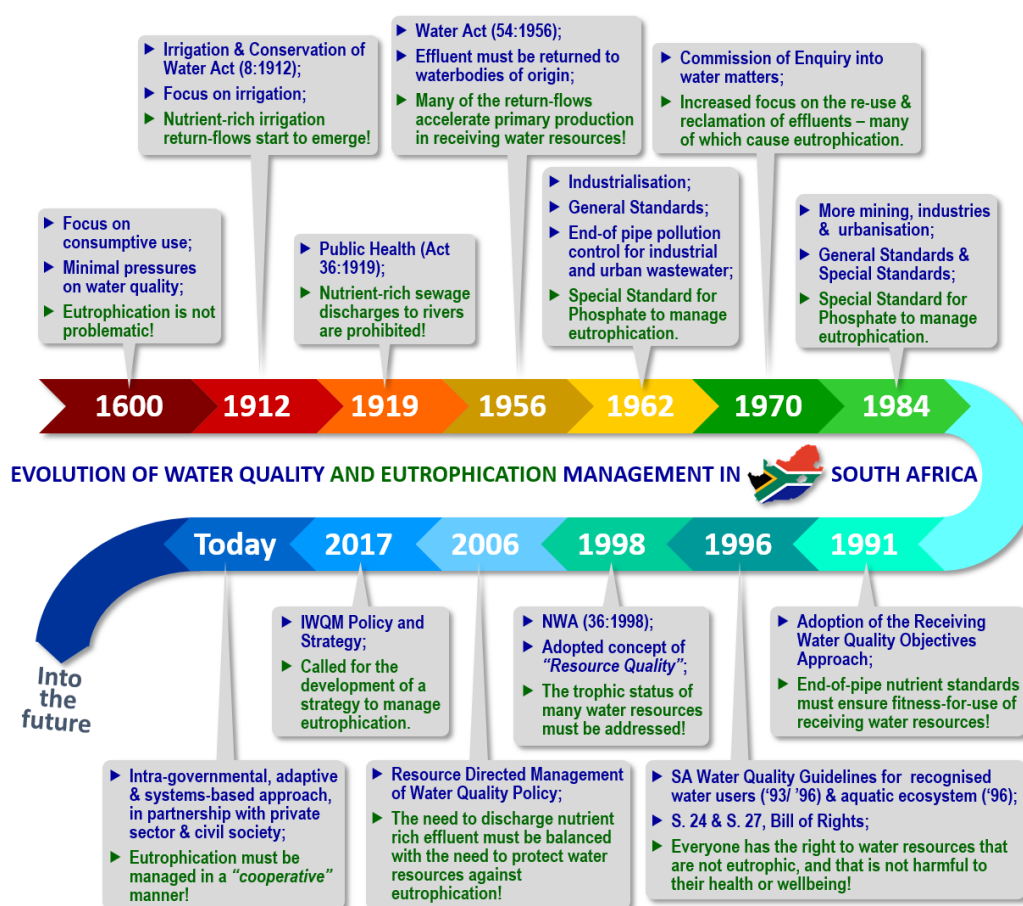 ▶ Irrigation & Conservation of
Water Act (8:1912);
▶ Focus on irrigation;
▶ Nutrient-rich irrigation
return-flows start to emerge!
▶ Water Act (54:1956);
▶ Effluent must be returned to
waterbodies of origin;
▶ Many of the return-flows
accelerate primary production
in receiving water resources!
▶ Commission of Enquiry into
water matters;
▶ Increased focus on the re-use &
reclamation of effluents – many
of which cause eutrophication.
▶ Focus on
consumptive use;
▶ Minimal pressures
on water quality;
▶ Eutrophication is not
problematic!
▶ Public Health (Act
36:1919);
▶ Nutrient-rich sewage
discharges to rivers
are prohibited!
▶ Industrialisation;
▶ General Standards;
▶ End-of pipe pollution
control for industrial
and urban wastewater;
▶ Special Standard for
Phosphate to manage
eutrophication.
▶ More mining, industries
& urbanisation;
▶ General Standards &
Special Standards;
▶ Special Standard for
Phosphate to manage
eutrophication.
1600 1912 1919 1956 1962 1970 1984
EVOLUTION OF WATER QUALITY AND EUTROPHICATION MANAGEMENT IN SOUTH AFRICA
Today 2017 2006 1998 1996 1991
Into
the
future
▶ IWQM Policy and
Strategy;
▶ Called for the
development of a
strategy to manage
eutrophication.
▶ NWA (36:1998);
▶ Adopted concept of
“Resource Quality”;
▶ The trophic status of
many water resources
must be addressed!
▶ Adoption of the Receiving
Water Quality Objectives
Approach;
▶ End-of-pipe nutrient standards
must ensure fitness-for-use of
receiving water resources!
▶ Intra-governmental, adaptive
& systems-based approach,
in partnership with private
sector & civil society;
▶ Eutrophication must be
managed in a “cooperative”
manner!
▶ Resource Directed Management
of Water Quality Policy;
▶ The need to discharge nutrient
rich effluent must be balanced
with the need to protect water
resources against
eutrophication!
▶ SA Water Quality Guidelines for recognised
water users (‘93/ ’96) & aquatic ecosystem (‘96);
▶ S. 24 & S. 27, Bill of Rights;
▶ Everyone has the right to water resources that
are not eutrophic, and that is not harmful to
their health or wellbeing!